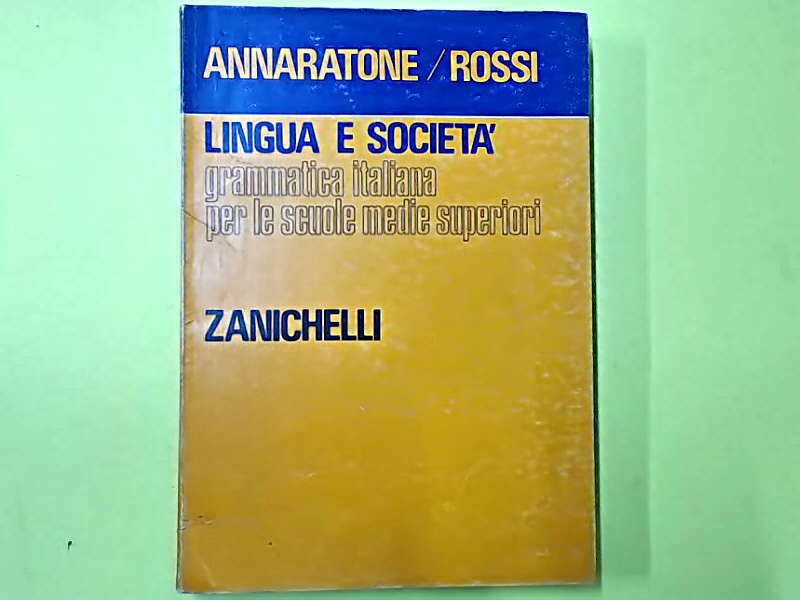 ANNARATONE / ROSSI
LINGUA E SOCIETA'
grammatica italiana
per le scuole medie superiori
ZANICHELLI